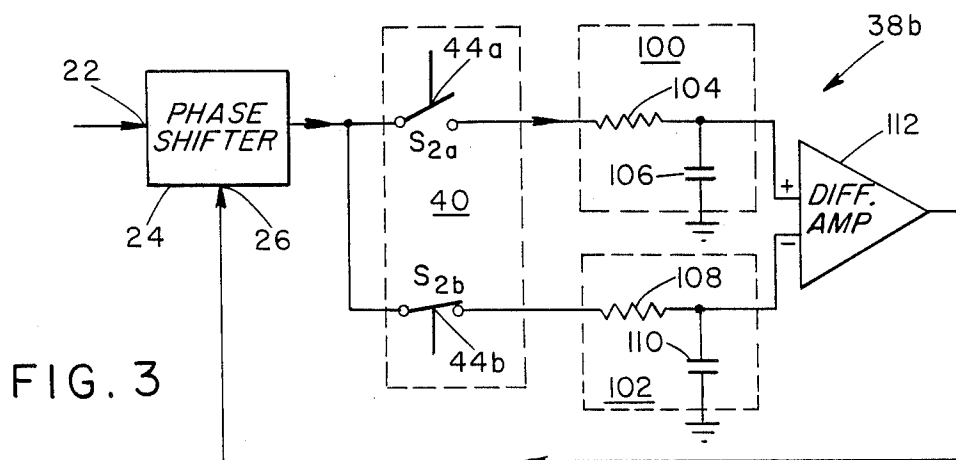 38b
44a
100
22
PHASE
SHIFTER
104
112
S2a
106
+
40
DIFF.
AMP
24
26
−
S2b
108
44b
110
102
FIG. 3